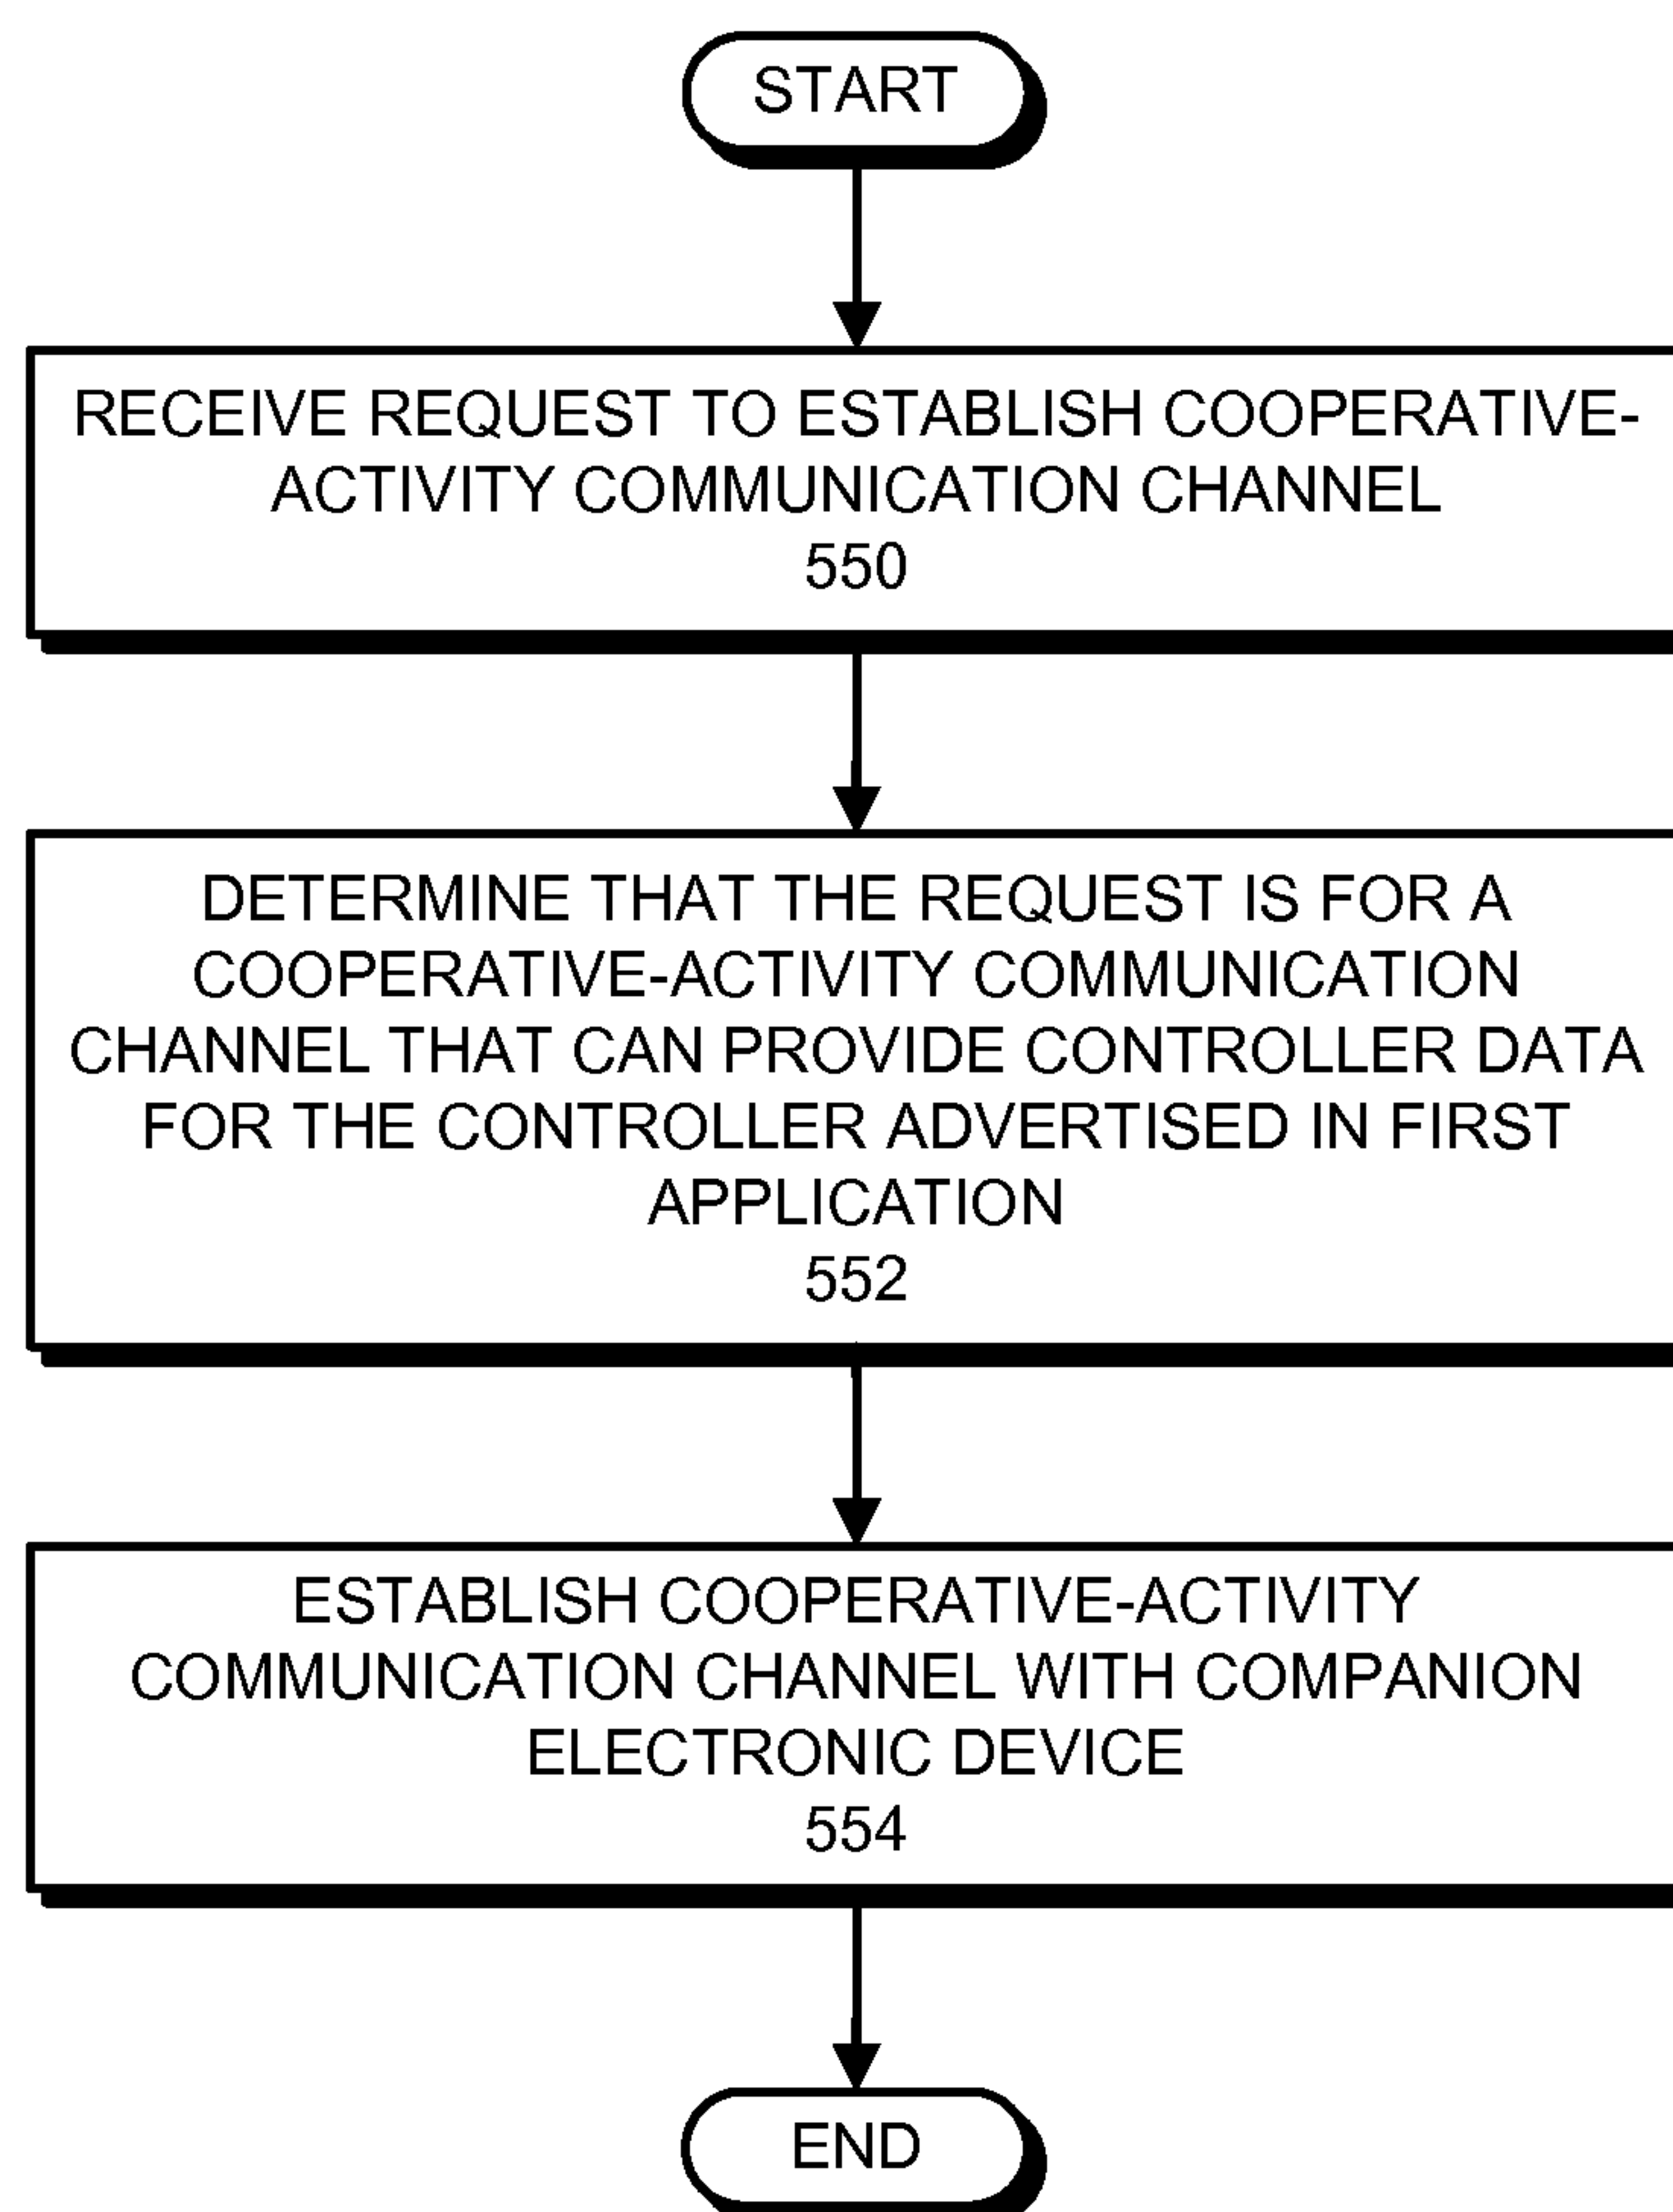 START
RECEIVE REQUEST TO ESTABLISH COOPERATIVE-
ACTIVITY COMMUNICATION CHANNEL
550
DETERMINE THAT THE REQUEST IS FOR A
COOPERATIVE-ACTIVITY COMMUNICATION
CHANNEL THAT CAN PROVIDE CONTROLLER DATA
FOR THE CONTROLLER ADVERTISED IN FIRST
APPLICATION
552
ESTABLISH COOPERATIVE-ACTIVITY
COMMUNICATION CHANNEL WITH COMPANION
ELECTRONIC DEVICE
554
END